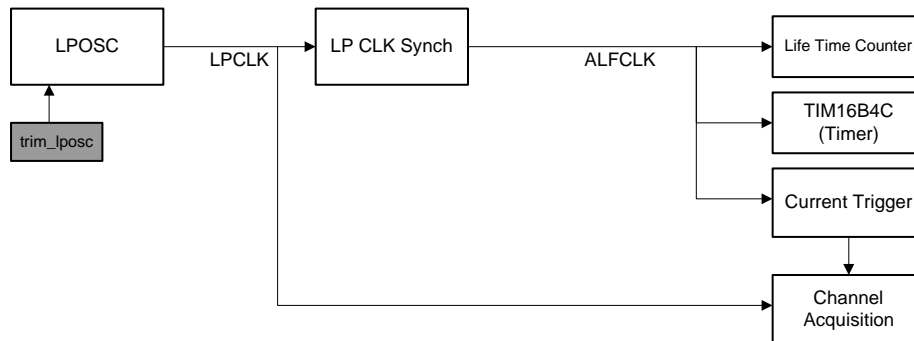 LPOSC
LPCLK
LP CLK Synch
ALFCLK
Life Time Counter
TIM16B4C
(Timer)
trim_lposc
Current Trigger
Channel
Acquisition